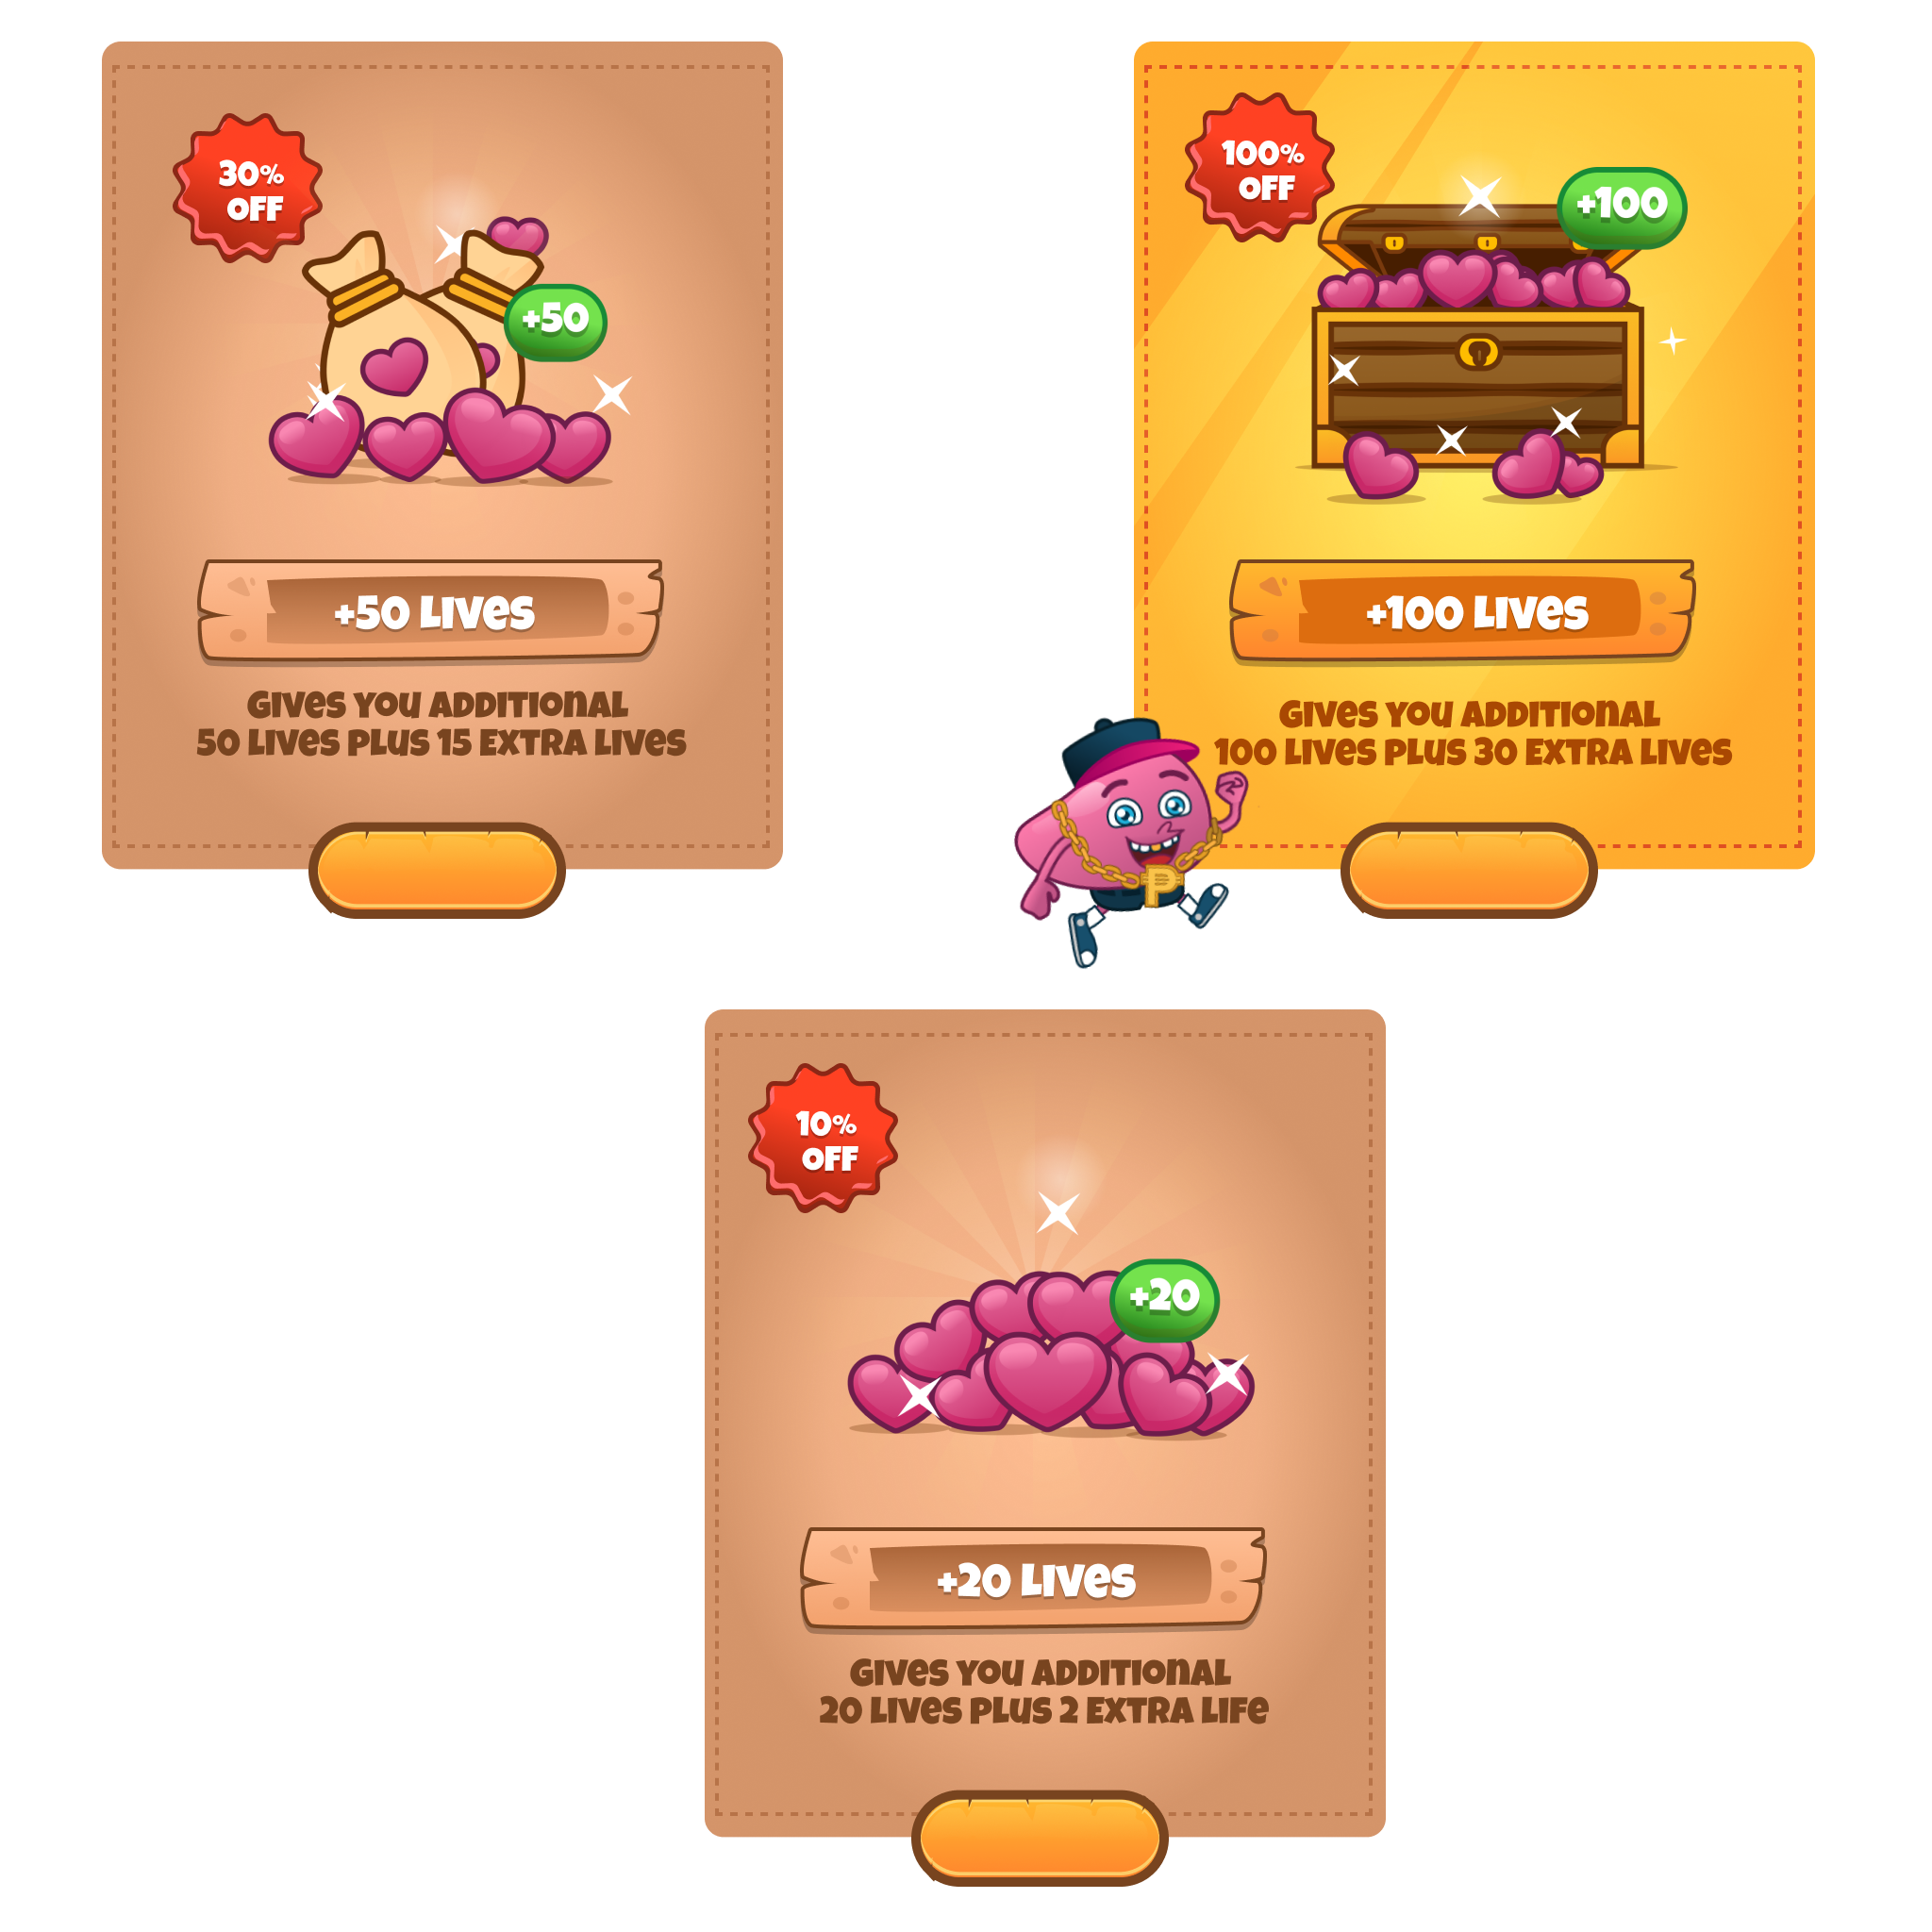 30%
OFF
+50
+50 LIVES
GIVES YOU ADDITIONAL
50 LIVES PLUS 15 EXTRA LIVES
100%
OFF
+100
+100 LIVES
GIVES YOU ADDITIONAL
100 LIVES PLUS 30 EXTRA LIVES
P
10%
OFF
+20
+20 LIVES
GIVES YOU ADDITIONAL
20 LIVES PLUS 2 EXTRA LIFE